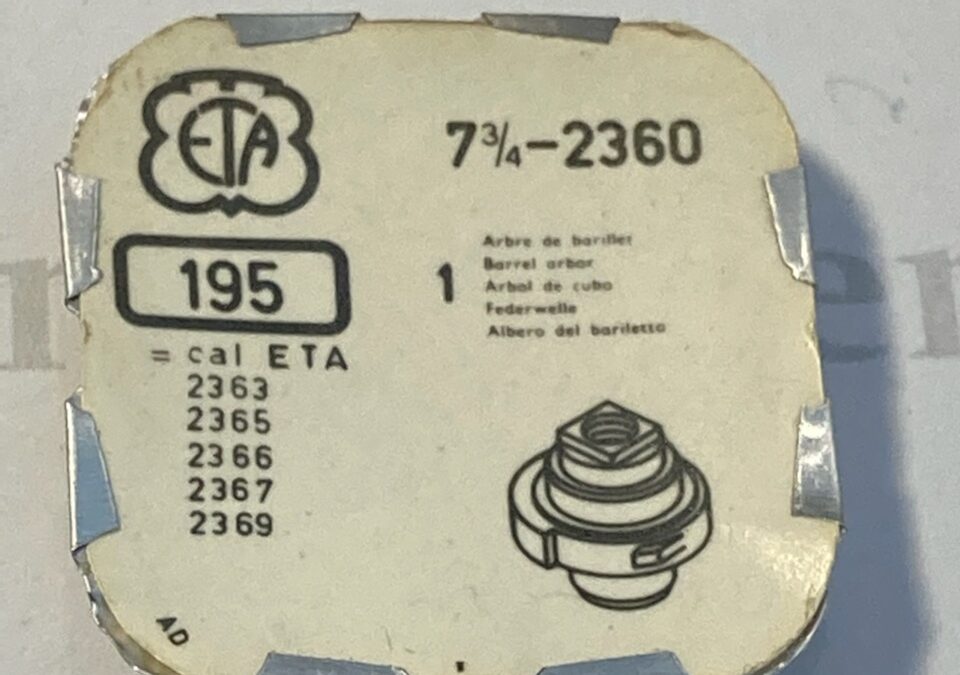 ETA
7¾-2360
195
1
Arbre de barillet
Barrel arbor
Arbol de cubo
Federwelle
Albero del bariletto
= cal ETA
2363
2365
2366
2367
2369
AD